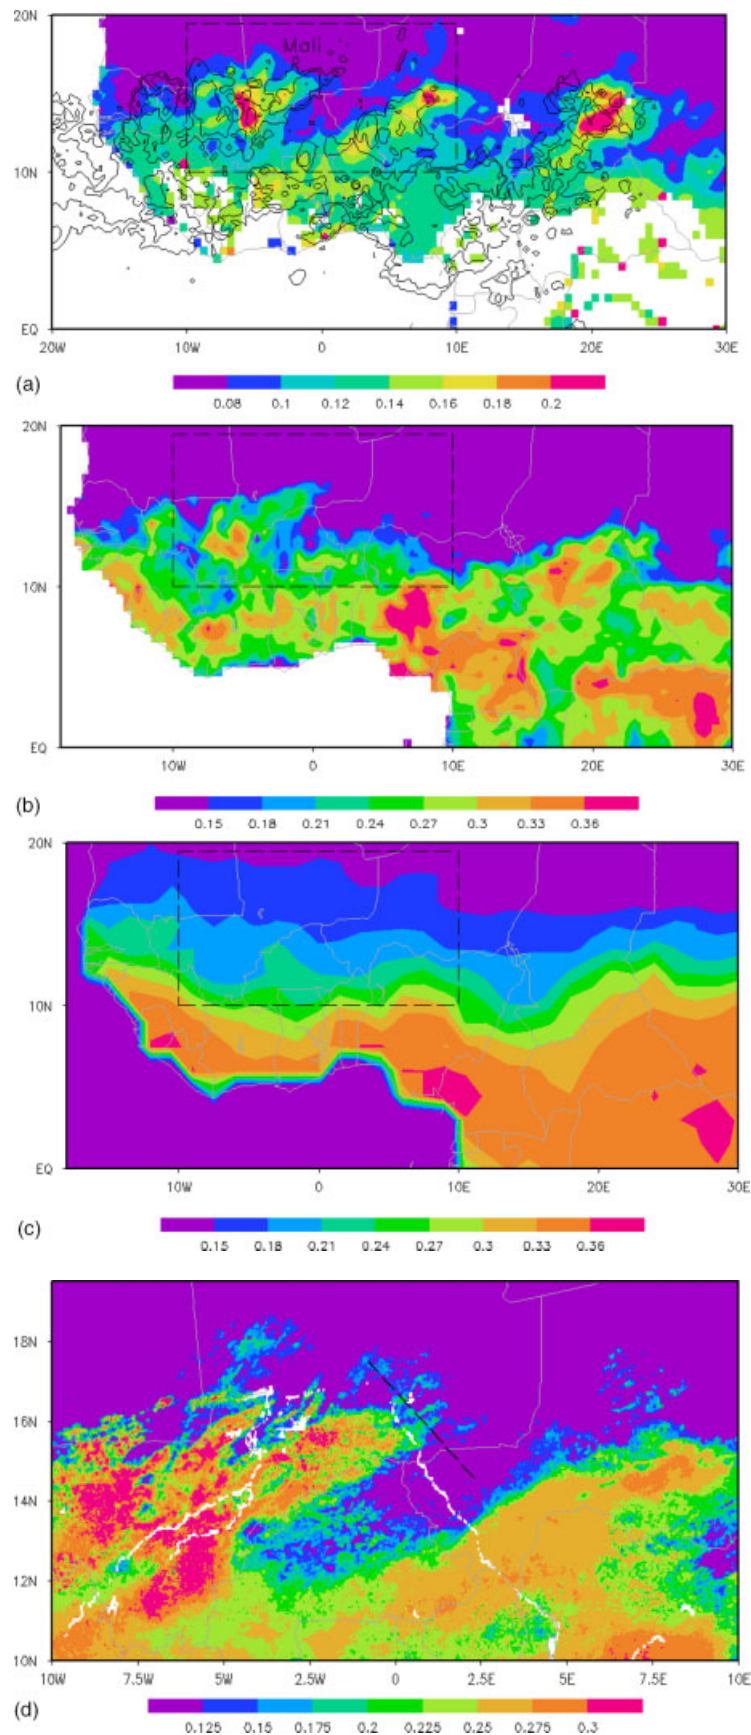 20N
Mali
10N
EQ
20W 10W 0 10E 20E 30E
(a)
0.08 0.1 0.12 0.14 0.16 0.18 0.2
20N
10N
EQ
10W 0 10E 20E 30E
(b)
0.15 0.18 0.21 0.24 0.27 0.3 0.33 0.36
20N
10N
EQ
10W 0 10E 20E 30E
(c)
0.15 0.18 0.21 0.24 0.27 0.3 0.33 0.36
18N
16N
14N
12N
10N
10W 7.5W 5W 2.5W 0 2.5E 5E 7.5E 10E
(d)
0.125 0.15 0.175 0.2 0.225 0.25 0.275 0.3